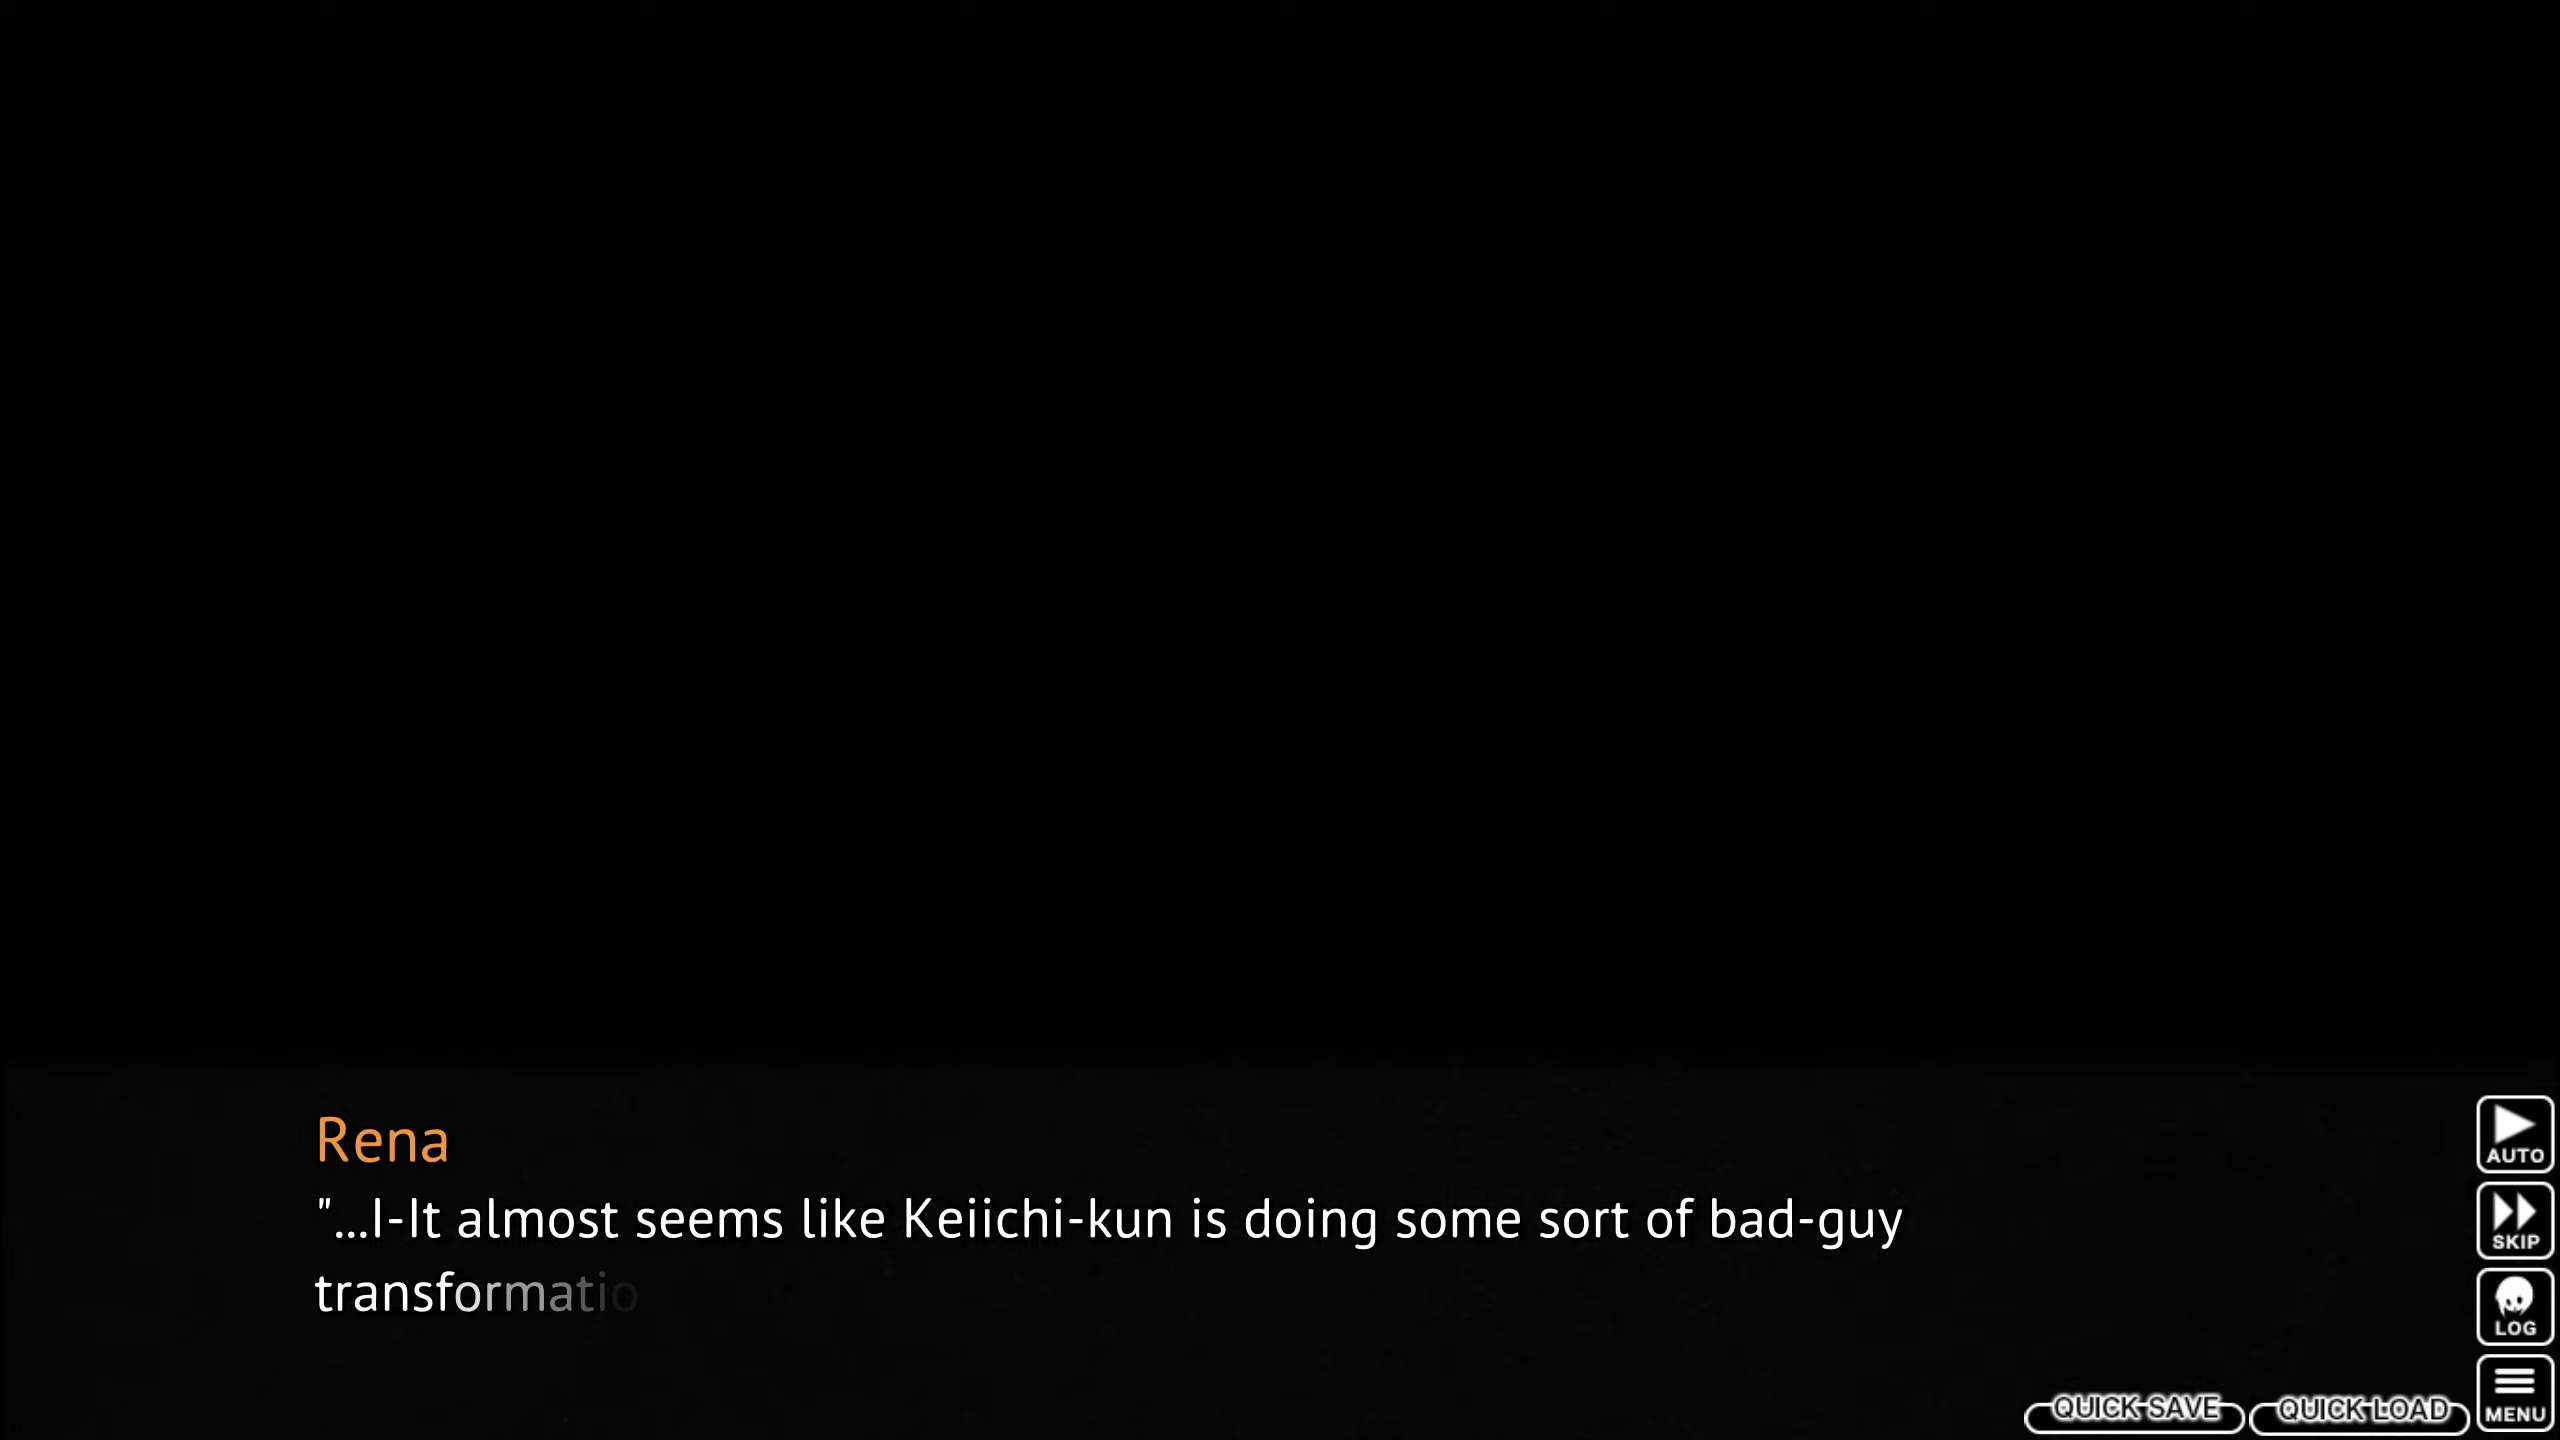 Rena
"...I-It almost seems like Keiichi-kun is doing some sort of bad-guy
transformatio
AUTO
SKIP
LOG
MENU
QUICK SAVE
QUICK LOAD